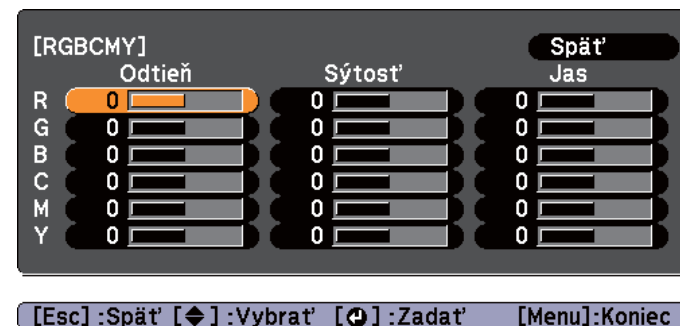 [RGBCMY] Späť
Odtieň Sýtosť Jas
R 0 0 0
G 0 0 0
B 0 0 0
C 0 0 0
M 0 0 0
Y 0 0 0
[Esc] :Späť [◆] :Vybrať [↵] :Zadať [Menu]:Koniec